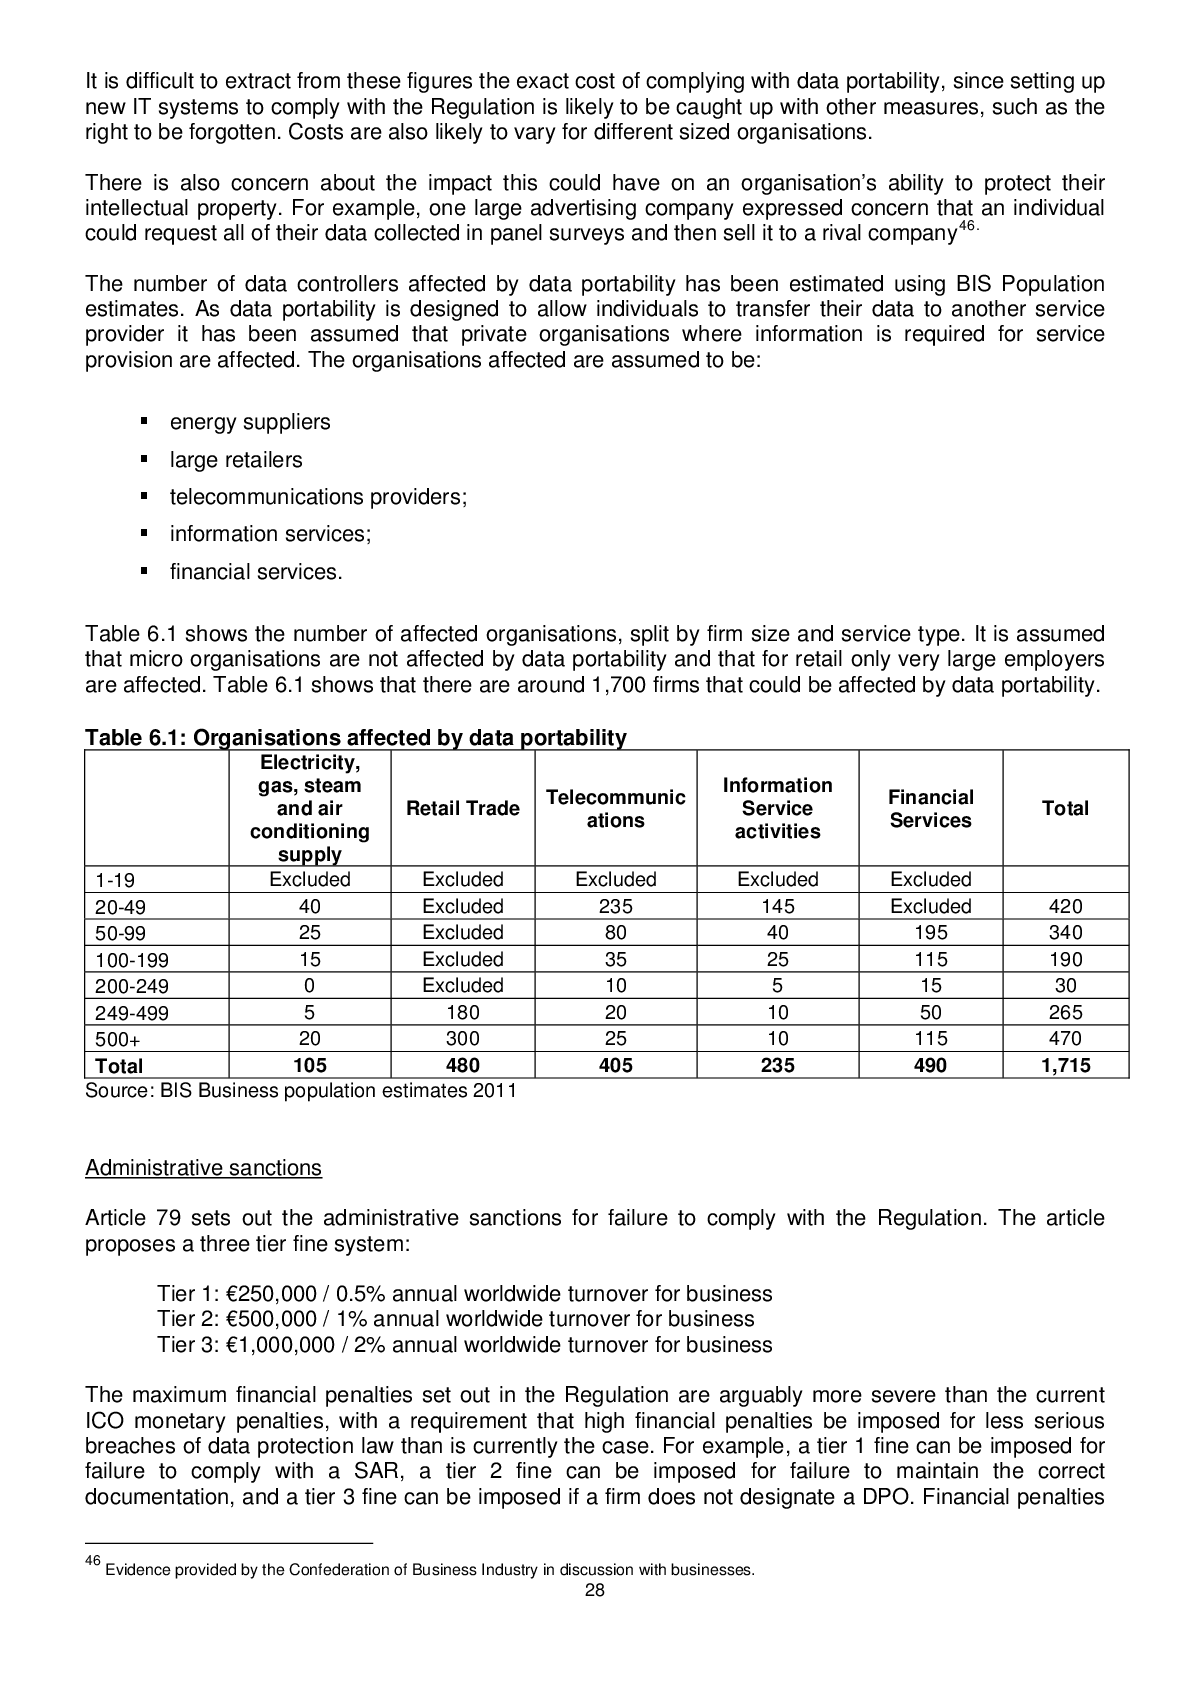 It is difficult to extract from these figures the exact cost of complying with data portability, since setting up
new IT systems to comply with the Regulation is likely to be caught up with other measures, such as the
right to be forgotten. Costs are also likely to vary for different sized organisations.
There is also concern about the impact this could have on an organisation's ability to protect their
intellectual property. For example, one large advertising company expressed concern that an individual
could request all of their data collected in panel surveys and then sell it to a rival company46.
The number of data controllers affected by data portability has been estimated using BIS Population
estimates. As data portability is designed to allow individuals to transfer their data to another service
provider it has been assumed that private organisations where information is required for service
provision are affected. The organisations affected are assumed to be:
▪ energy suppliers
▪ large retailers
▪ telecommunications providers;
▪ information services;
▪ financial services.
Table 6.1 shows the number of affected organisations, split by firm size and service type. It is assumed
that micro organisations are not affected by data portability and that for retail only very large employers
are affected. Table 6.1 shows that there are around 1,700 firms that could be affected by data portability.
Table 6.1: Organisations affected by data portability
Electricity,
gas, steam
and air
conditioning
supply
Retail Trade
Telecommunic
ations
Information
Service
activities
Financial
Services
Total
1-19 Excluded Excluded Excluded Excluded Excluded
20-49 40 Excluded 235 145 Excluded 420
50-99 25 Excluded 80 40 195 340
100-199 15 Excluded 35 25 115 190
200-249 0 Excluded 10 5 15 30
249-499 5 180 20 10 50 265
500+ 20 300 25 10 115 470
Total 105 480 405 235 490 1,715
Source: BIS Business population estimates 2011
Administrative sanctions
Article 79 sets out the administrative sanctions for failure to comply with the Regulation. The article
proposes a three tier fine system:
Tier 1: €250,000 / 0.5% annual worldwide turnover for business
Tier 2: €500,000 / 1% annual worldwide turnover for business
Tier 3: €1,000,000 / 2% annual worldwide turnover for business
The maximum financial penalties set out in the Regulation are arguably more severe than the current
ICO monetary penalties, with a requirement that high financial penalties be imposed for less serious
breaches of data protection law than is currently the case. For example, a tier 1 fine can be imposed for
failure to comply with a SAR, a tier 2 fine can be imposed for failure to maintain the correct
documentation, and a tier 3 fine can be imposed if a firm does not designate a DPO. Financial penalties
46 Evidence provided by the Confederation of Business Industry in discussion with businesses.
28